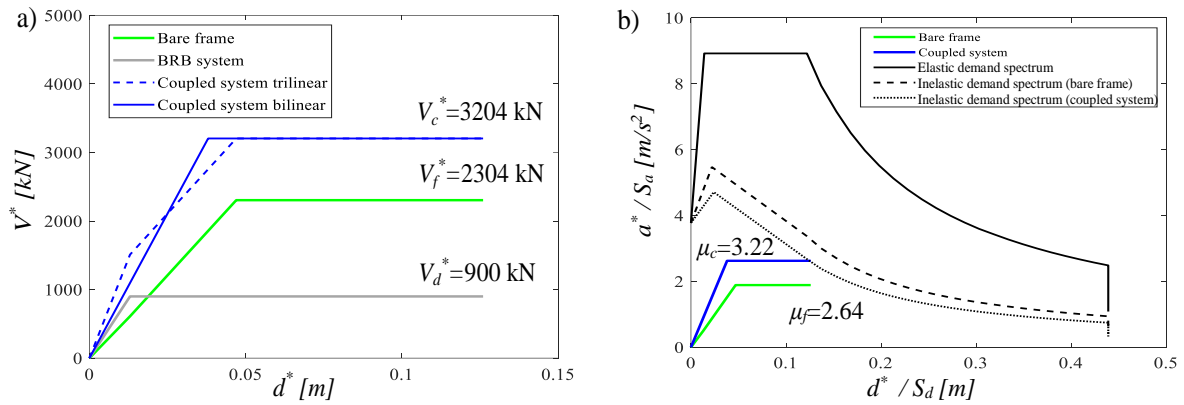 a)
5000
4000
3000
2000
1000
0
V* [kN]
Bare frame
BRB system
Coupled system trilinear
Coupled system bilinear
V_c*=3204 kN
V_f*=2304 kN
V_d*=900 kN
0
0.05
0.1
0.15
d* [m]
b)
10
8
6
4
2
0
a* / S_a [m/s²]
Bare frame
Coupled system
Elastic demand spectrum
Inelastic demand spectrum (bare frame)
Inelastic demand spectrum (coupled system)
μ_c=3.22
μ_f=2.64
0
0.1
0.2
0.3
0.4
0.5
d* / S_d [m]